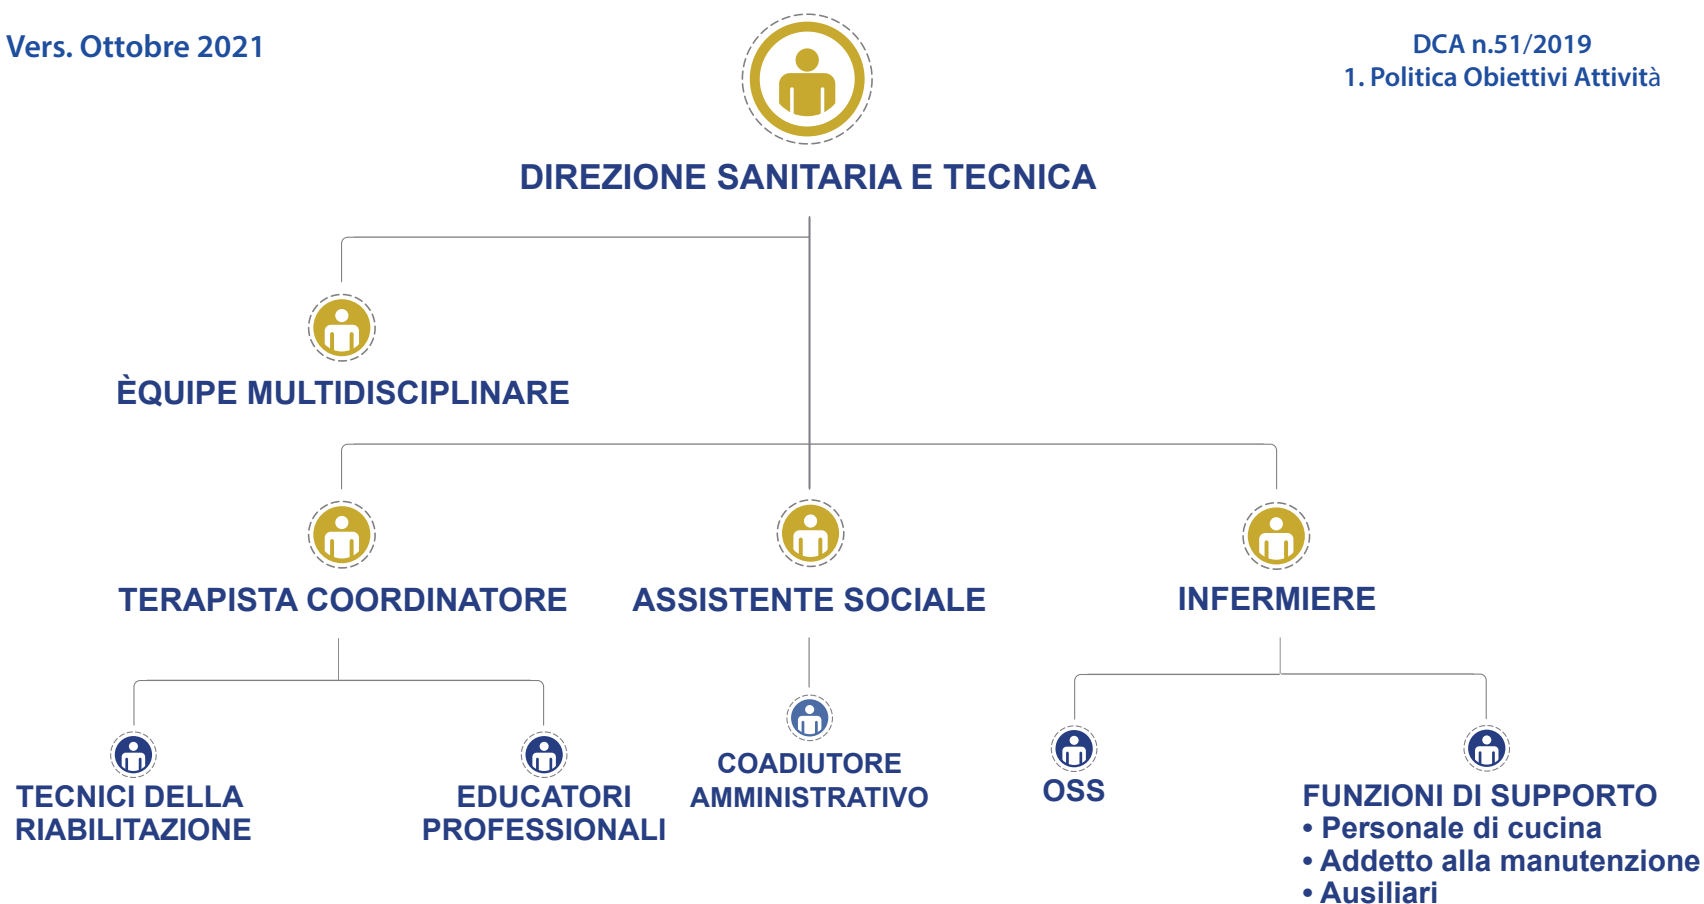 Vers. Ottobre 2021
DCA n.51/2019
1. Politica Obiettivi Attività
DIREZIONE SANITARIA E TECNICA
ÈQUIPE MULTIDISCIPLINARE
TERAPISTA COORDINATORE
ASSISTENTE SOCIALE
INFERMIERE
TECNICI DELLA
RIABILITAZIONE
EDUCATORI
PROFESSIONALI
COADIUTORE
AMMINISTRATIVO
OSS
FUNZIONI DI SUPPORTO
• Personale di cucina
• Addetto alla manutenzione
• Ausiliari